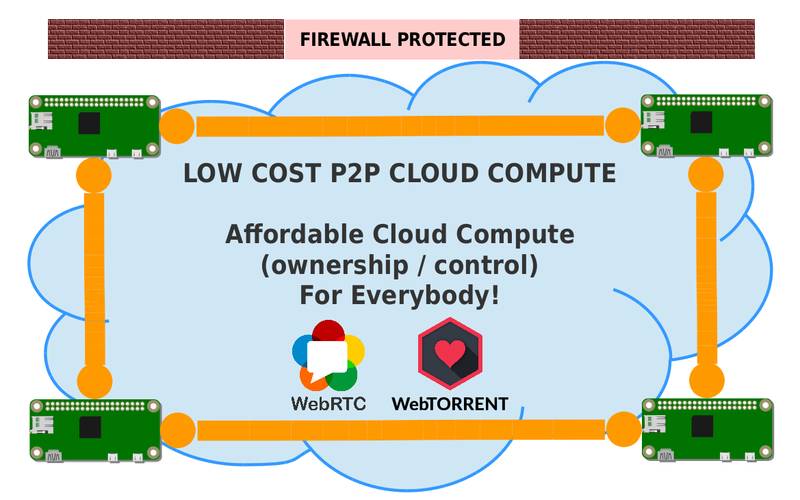 FIREWALL PROTECTED
LOW COST P2P CLOUD COMPUTE
Affordable Cloud Compute
(ownership / control)
For Everybody!
WebRTC
WebTORRENT